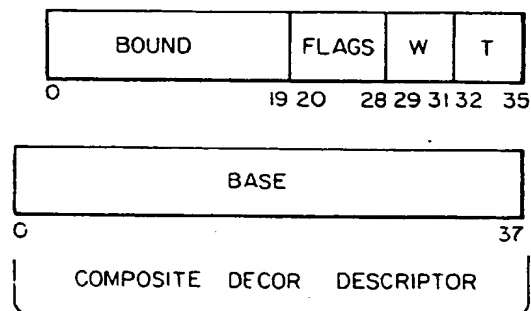 BOUND FLAGS W T
0 19 20 28 29 31 32 35
BASE
0 37
COMPOSITE DECOR DESCRIPTOR